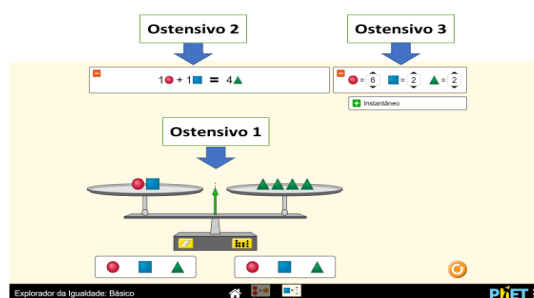 Ostensivo 2
Ostensivo 3
1 + 1 = 4
= 6 = 2 = 2
Instantâneo
Ostensivo 1
Explorador da Igualdade: Básico
PhET